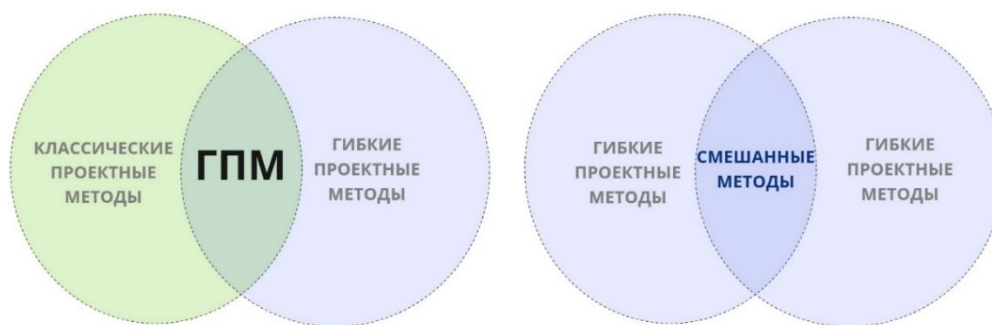 КЛАССИЧЕСКИЕ
ПРОЕКТНЫЕ
МЕТОДЫ
ГПМ
ГИБКИЕ
ПРОЕКТНЫЕ
МЕТОДЫ
ГИБКИЕ
ПРОЕКТНЫЕ
МЕТОДЫ
СМЕШАННЫЕ
МЕТОДЫ
ГИБКИЕ
ПРОЕКТНЫЕ
МЕТОДЫ